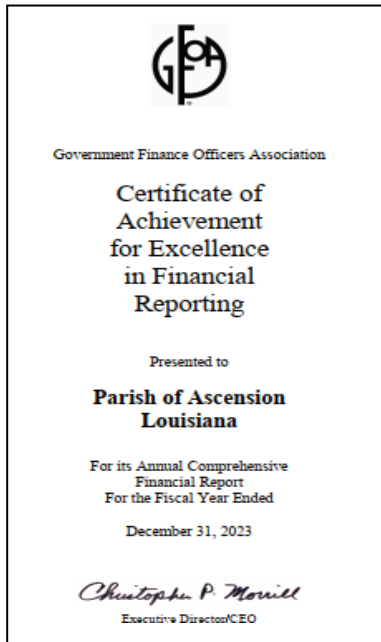 GFOA
Government Finance Officers Association
Certificate of
Achievement
for Excellence
in Financial
Reporting
Presented to
Parish of Ascension
Louisiana
For its Annual Comprehensive
Financial Report
For the Fiscal Year Ended
December 31, 2023
Christopher P. Morrill
Executive Director/CEO